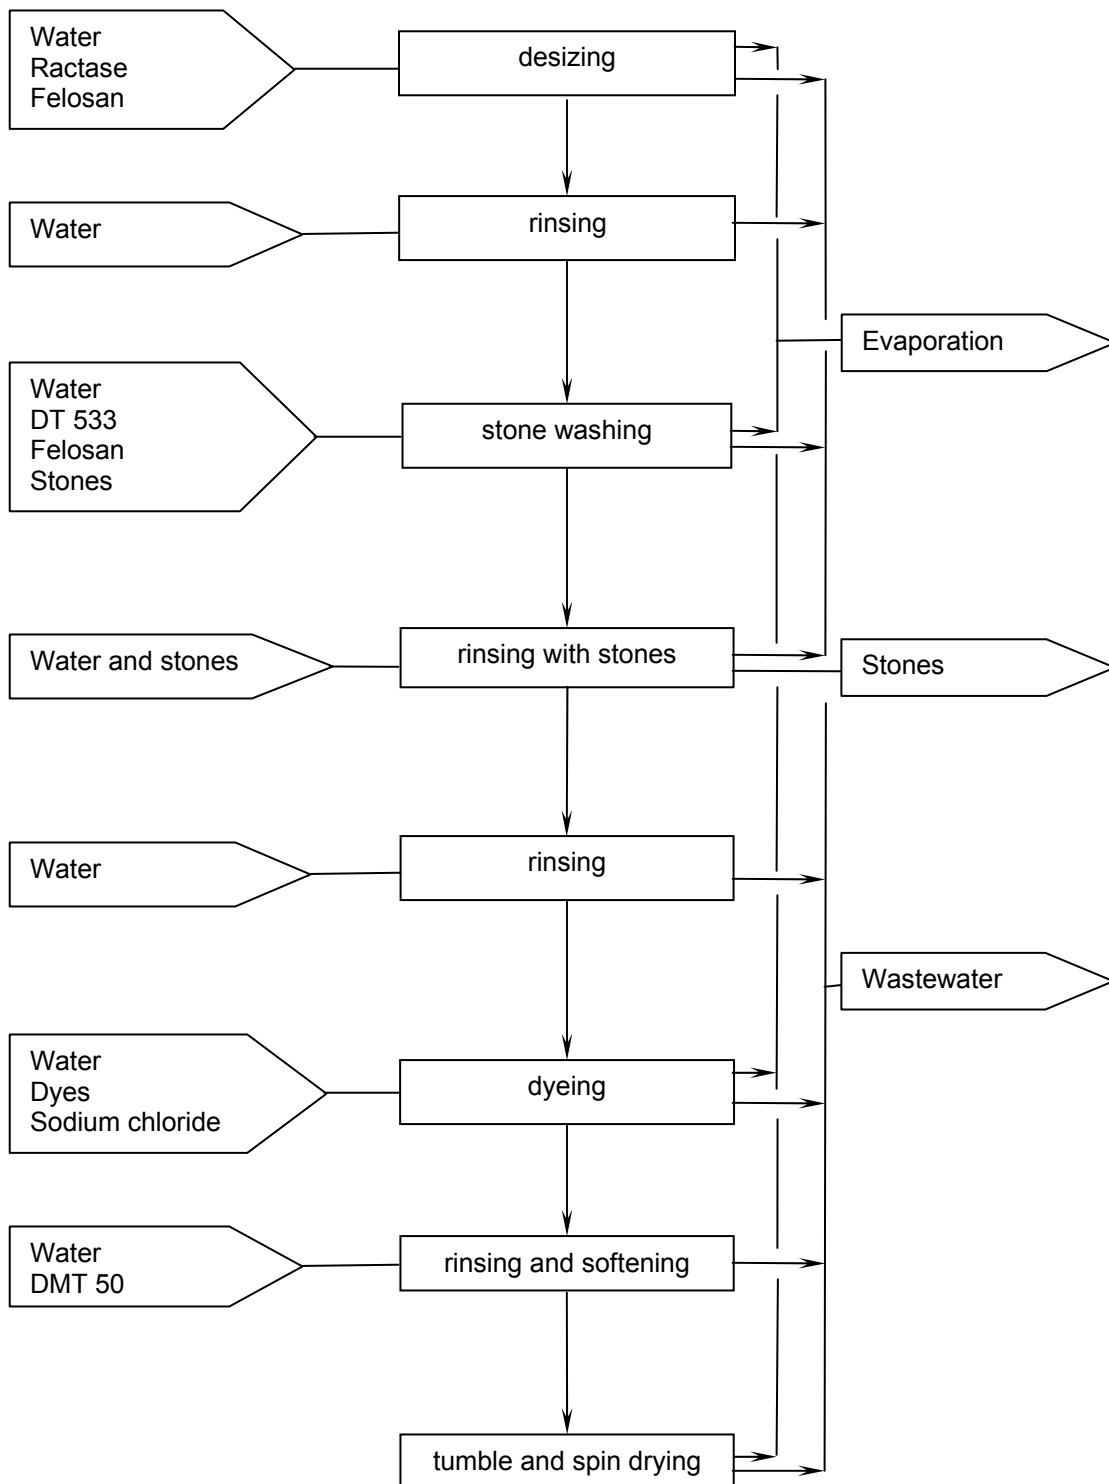 Water
Ractase
Felosan
desizing
Water
rinsing
Evaporation
Water
DT 533
Felosan
Stones
stone washing
Water and stones
rinsing with stones
Stones
Water
rinsing
Wastewater
Water
Dyes
Sodium chloride
dyeing
Water
DMT 50
rinsing and softening
tumble and spin drying